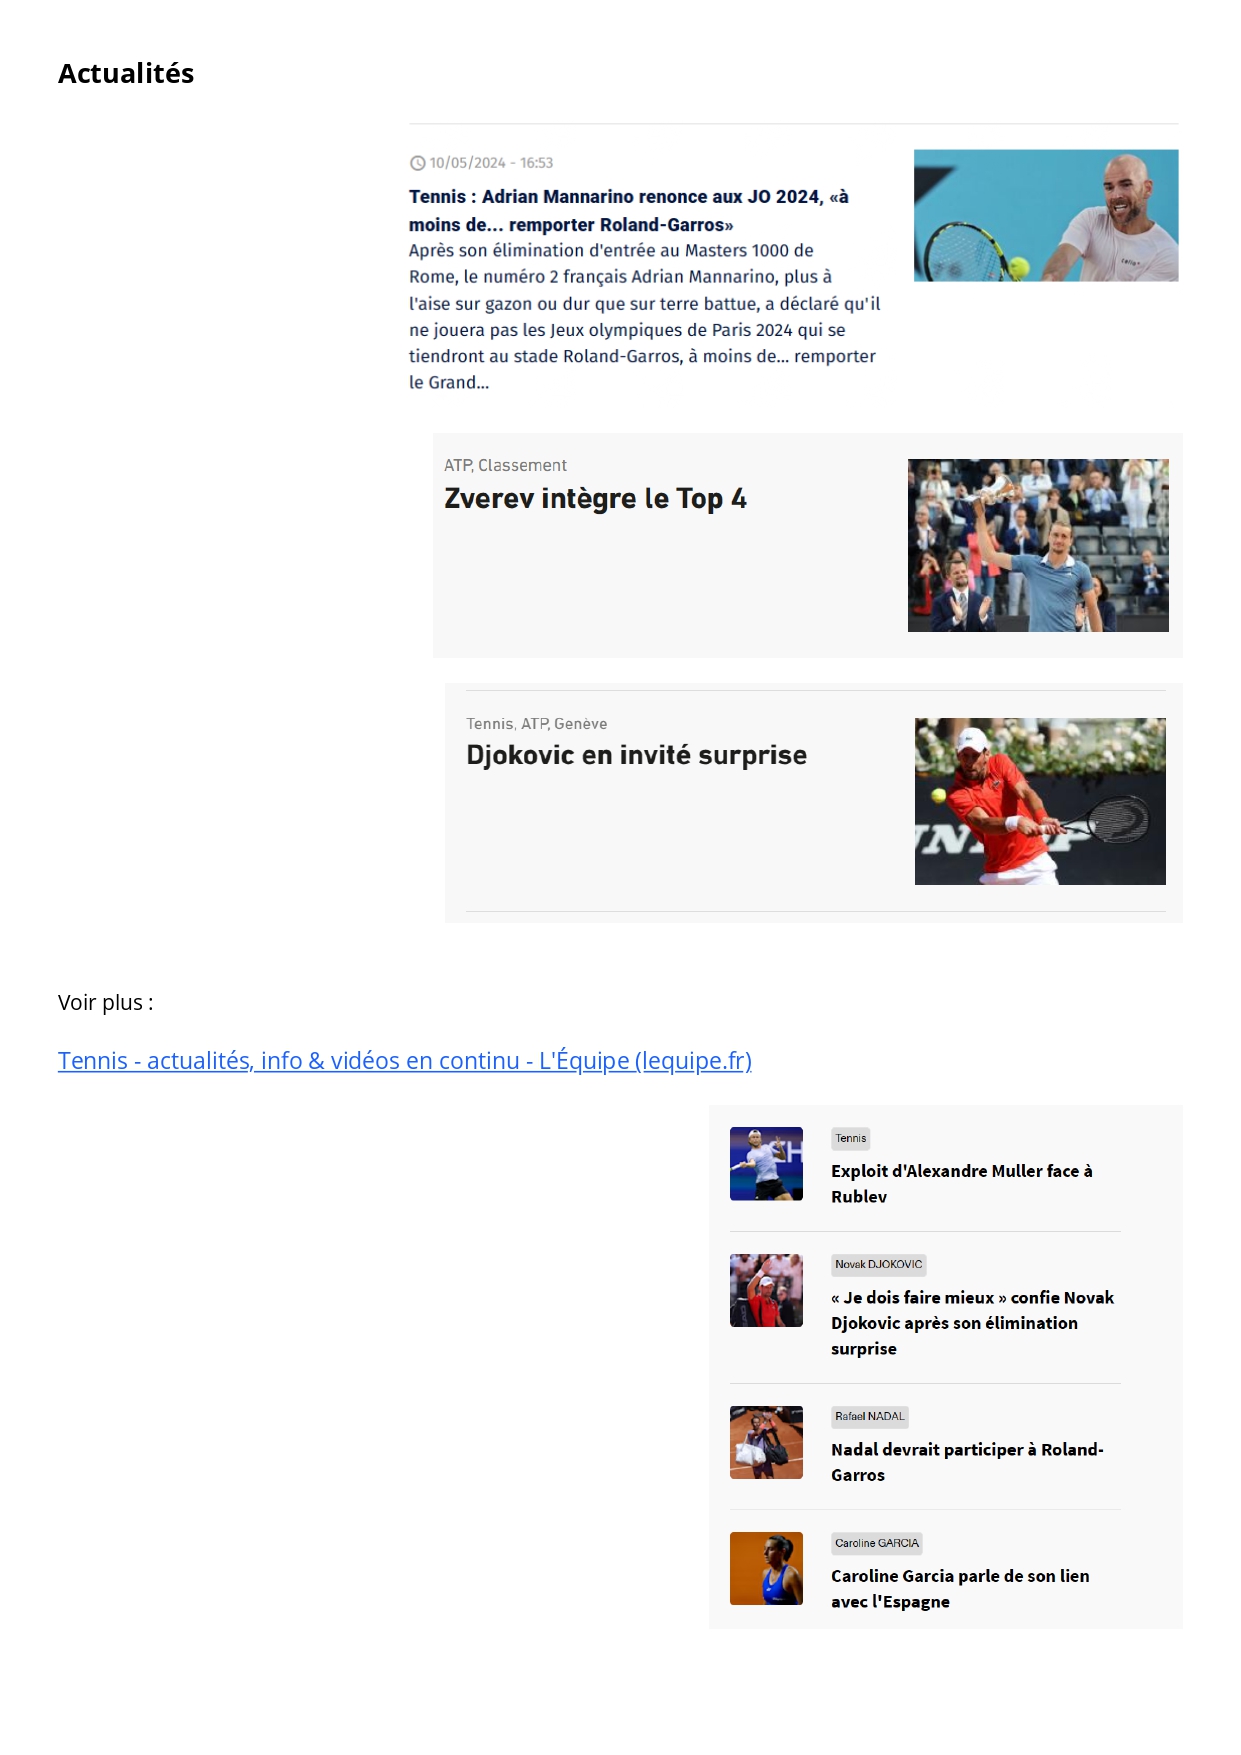 Actualités
10/05/2024 - 16:53
Tennis : Adrian Mannarino renonce aux JO 2024, «à
moins de... remporter Roland-Garros»
Après son élimination d'entrée au Masters 1000 de
Rome, le numéro 2 français Adrian Mannarino, plus à
l'aise sur gazon ou dur que sur terre battue, a déclaré qu'il
ne jouera pas les Jeux olympiques de Paris 2024 qui se
tiendront au stade Roland-Garros, à moins de... remporter
le Grand...
ATP, Classement
Zverev intègre le Top 4
Tennis, ATP, Genève
Djokovic en invité surprise
Voir plus :
Tennis - actualités, info & vidéos en continu - L'Équipe (lequipe.fr)
Tennis
Exploit d'Alexandre Muller face à
Rublev
Novak DJOKOVIC
« Je dois faire mieux » confie Novak
Djokovic après son élimination
surprise
Rafael NADAL
Nadal devrait participer à Roland-
Garros
Caroline GARCIA
Caroline Garcia parle de son lien
avec l'Espagne